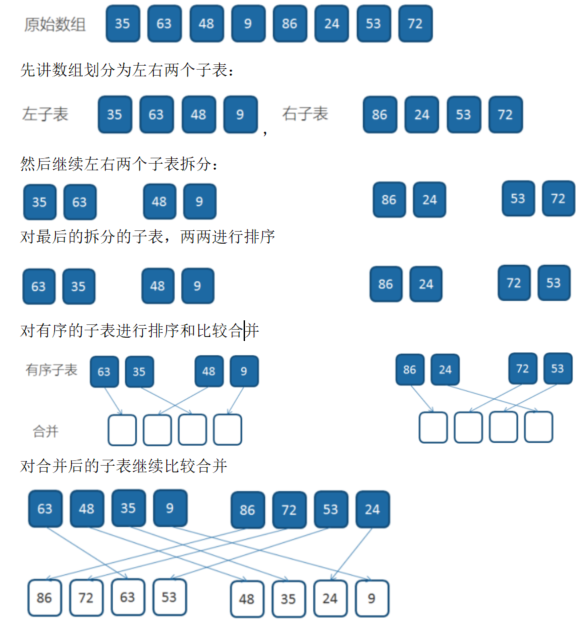 原始数组 35 63 48 9 86 24 53 72
先讲数组划分为左右两个子表：
左子表 35 63 48 9 ， 右子表 86 24 53 72
然后继续左右两个子表拆分：
35 63 48 9 86 24 53 72
对最后的拆分的子表，两两进行排序
63 35 48 9 86 24 72 53
对有序的子表进行排序和比较合并
有序子表 63 35 48 9 86 24 72 53
合并
对合并后的子表继续比较合并
63 48 35 9 86 72 53 24
86 72 63 53 48 35 24 9